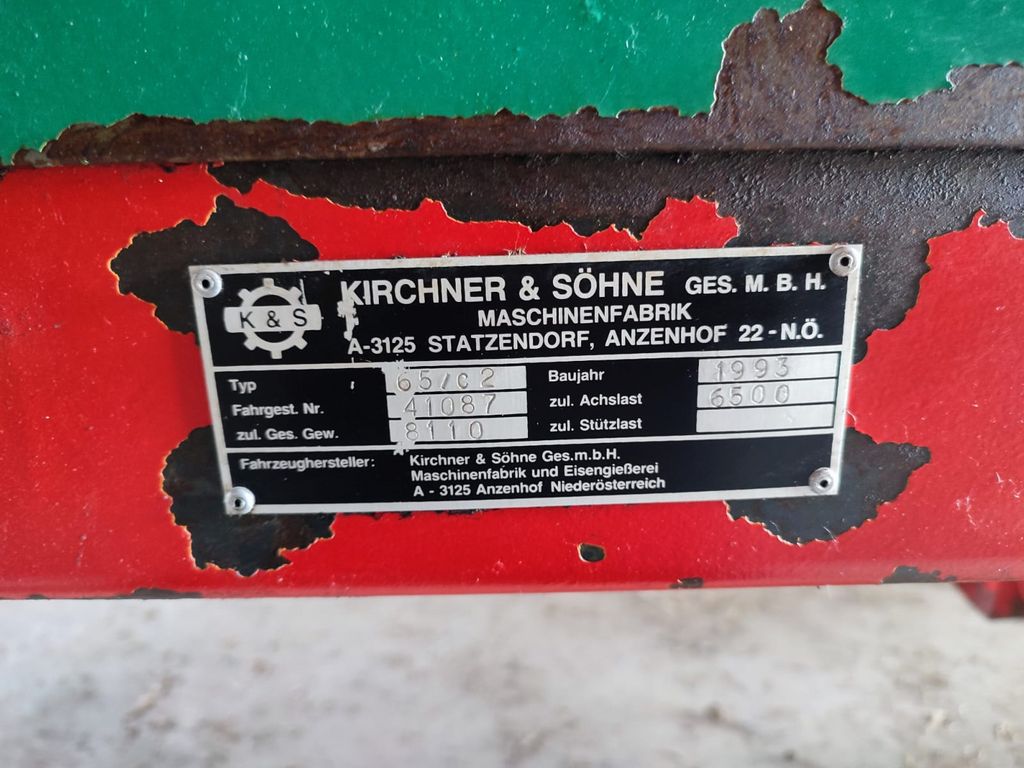 K & S
KIRCHNER & SÖHNE GES. M. B. H.
MASCHINENFABRIK
A-3125 STATZENDORF, ANZENHOF 22 - N.Ö.
Typ 65/C2 Baujahr 1993
Fahrgest. Nr. 41087 zul. Achslast 6500
zul. Ges. Gew. 8110 zul. Stützlast
Fahrzeughersteller: Kirchner & Söhne Ges.m.b.H.
Maschinenfabrik und Eisengießerei
A - 3125 Anzenhof Niederösterreich